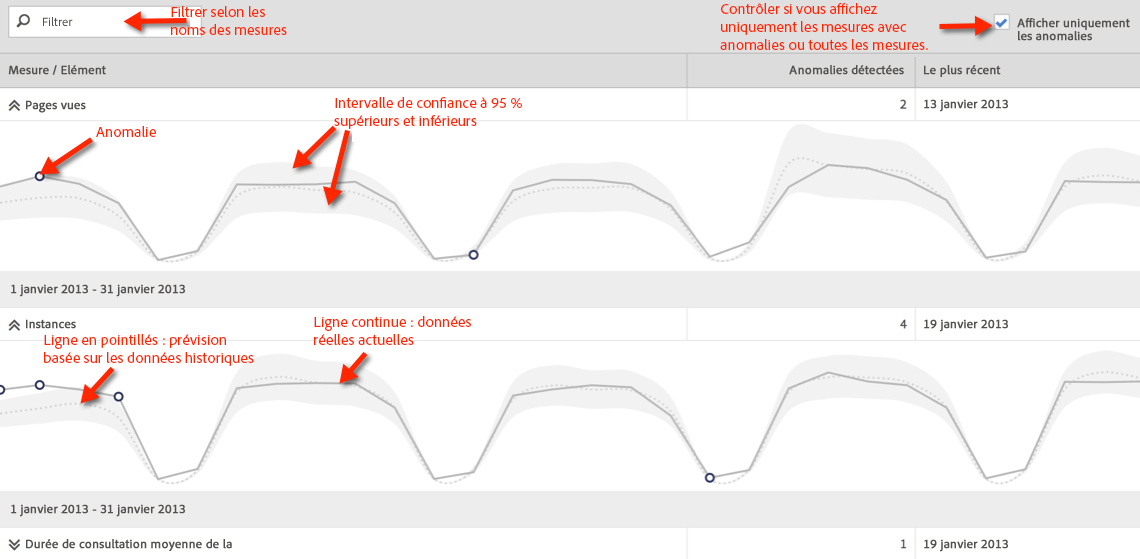 Filtrer
Filtrer selon les
noms des mesures
Contrôler si vous affichez
uniquement les mesures avec
anomalies ou toutes les mesures.
Afficher uniquement
les anomalies
Mesure / Elément
Anomalies détectées
Le plus récent
Pages vues
2
13 janvier 2013
Anomalie
Intervalle de confiance à 95 %
supérieurs et inférieurs
1 janvier 2013 - 31 janvier 2013
Instances
4
19 janvier 2013
Ligne en pointillés : prévision
basée sur les données historiques
Ligne continue : données
réelles actuelles
1 janvier 2013 - 31 janvier 2013
Durée de consultation moyenne de la
1
19 janvier 2013